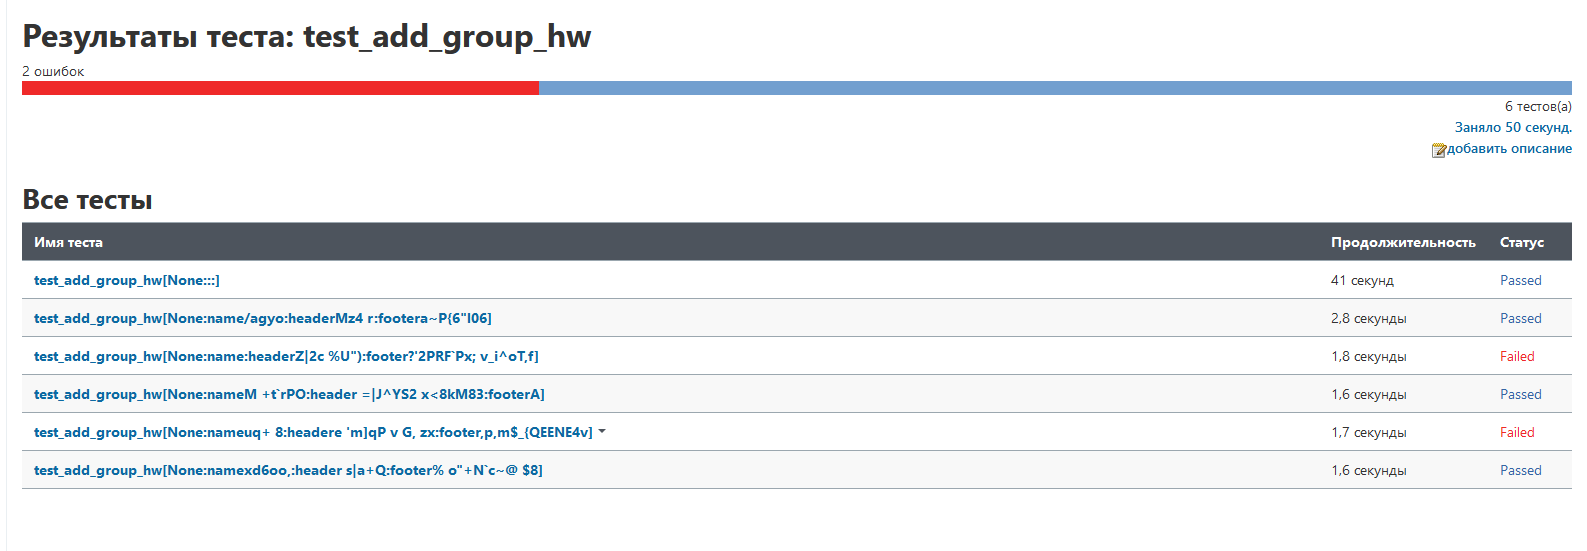 Результаты теста: test_add_group_hw
2 ошибок
6 тестов(а)
Заняло 50 секунд.
добавить описание
Все тесты
Имя теста Продолжительность Статус
test_add_group_hw[None:::] 41 секунд Passed
test_add_group_hw[None:name/agyo:headerMz4 r:footera~P{6"l06] 2,8 секунды Passed
test_add_group_hw[None:name:headerZ|2c %U"):footer?'2PRF`Px; v_i^oT,f] 1,8 секунды Failed
test_add_group_hw[None:nameM +t`rPO:header =|J^YS2 x<8kM83:footerA] 1,6 секунды Passed
test_add_group_hw[None:nameuq+ 8:headere 'm]qP v G, zx:footer,p,m$_{QEENE4v] 1,7 секунды Failed
test_add_group_hw[None:namexd6oo,:header s|a+Q:footer% o"+N`c~@ $8] 1,6 секунды Passed